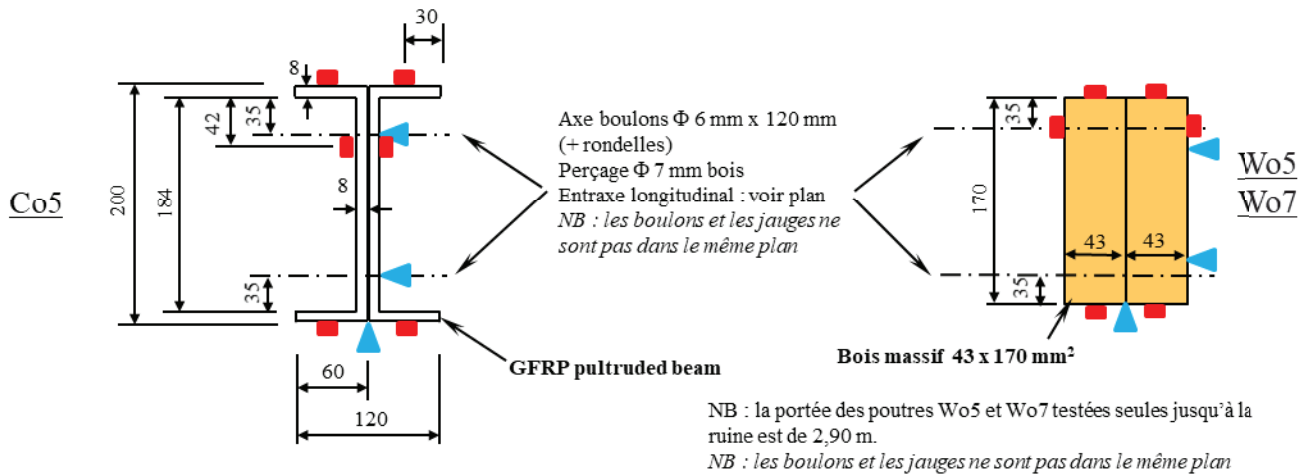 30
8
35
42
8
184
200
35
60
120
Co5
GFRP pultruded beam
Axe boulons Φ 6 mm x 120 mm
(+ rondelles)
Perçage Φ 7 mm bois
Entraxe longitudinal : voir plan
NB : les boulons et les jauges ne
sont pas dans le même plan
35
170
43
43
35
Wo5
Wo7
Bois massif 43 x 170 mm²
NB : la portée des poutres Wo5 et Wo7 testées seules jusqu'à la
ruine est de 2,90 m.
NB : les boulons et les jauges ne sont pas dans le même plan